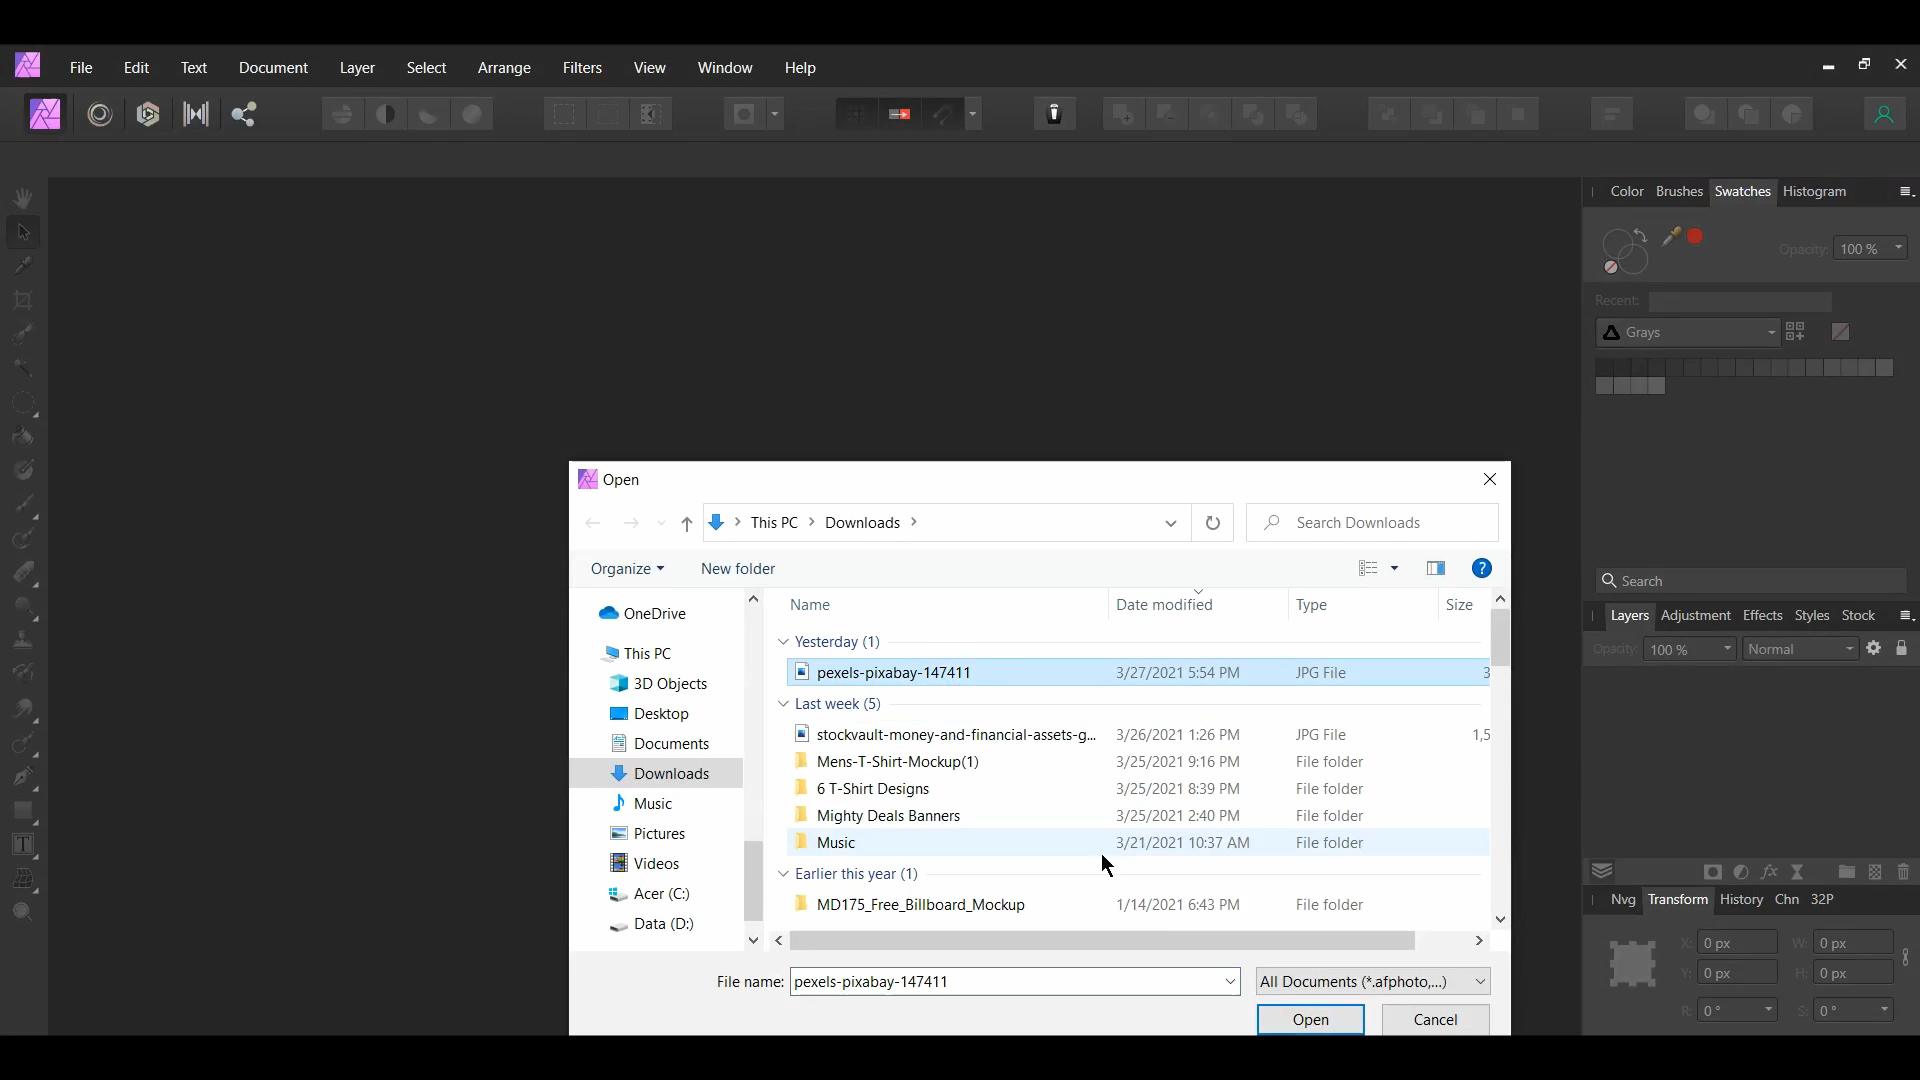 File Edit Text Document Layer Select Arrange Filters View Window Help
Color Brushes Swatches Histogram
Opacity: 100 %
Recent:
Grays
Open
This PC > Downloads >
Search Downloads
Organize
New folder
?
OneDrive
This PC
3D Objects
Desktop
Documents
Downloads
Music
Pictures
Videos
Acer (C:)
Data (D:)
Name Date modified Type Size
Yesterday (1)
pexels-pixabay-147411 3/27/2021 5:54 PM JPG File 3
Last week (5)
stockvault-money-and-financial-assets-g... 3/26/2021 1:26 PM JPG File 1,5
Mens-T-Shirt-Mockup(1) 3/25/2021 9:16 PM File folder
6 T-Shirt Designs 3/25/2021 8:39 PM File folder
Mighty Deals Banners 3/25/2021 2:40 PM File folder
Music 3/21/2021 10:37 AM File folder
Earlier this year (1)
MD175_Free_Billboard_Mockup 1/14/2021 6:43 PM File folder
File name: pexels-pixabay-147411
All Documents (*.afphoto,...)
Open Cancel
Search
Layers Adjustment Effects Styles Stock
Opacity: 100 % Normal
fx
Nvg Transform History Chn 32P
X: 0 px W: 0 px
Y: 0 px H: 0 px
R: 0 ° S: 0 °
T